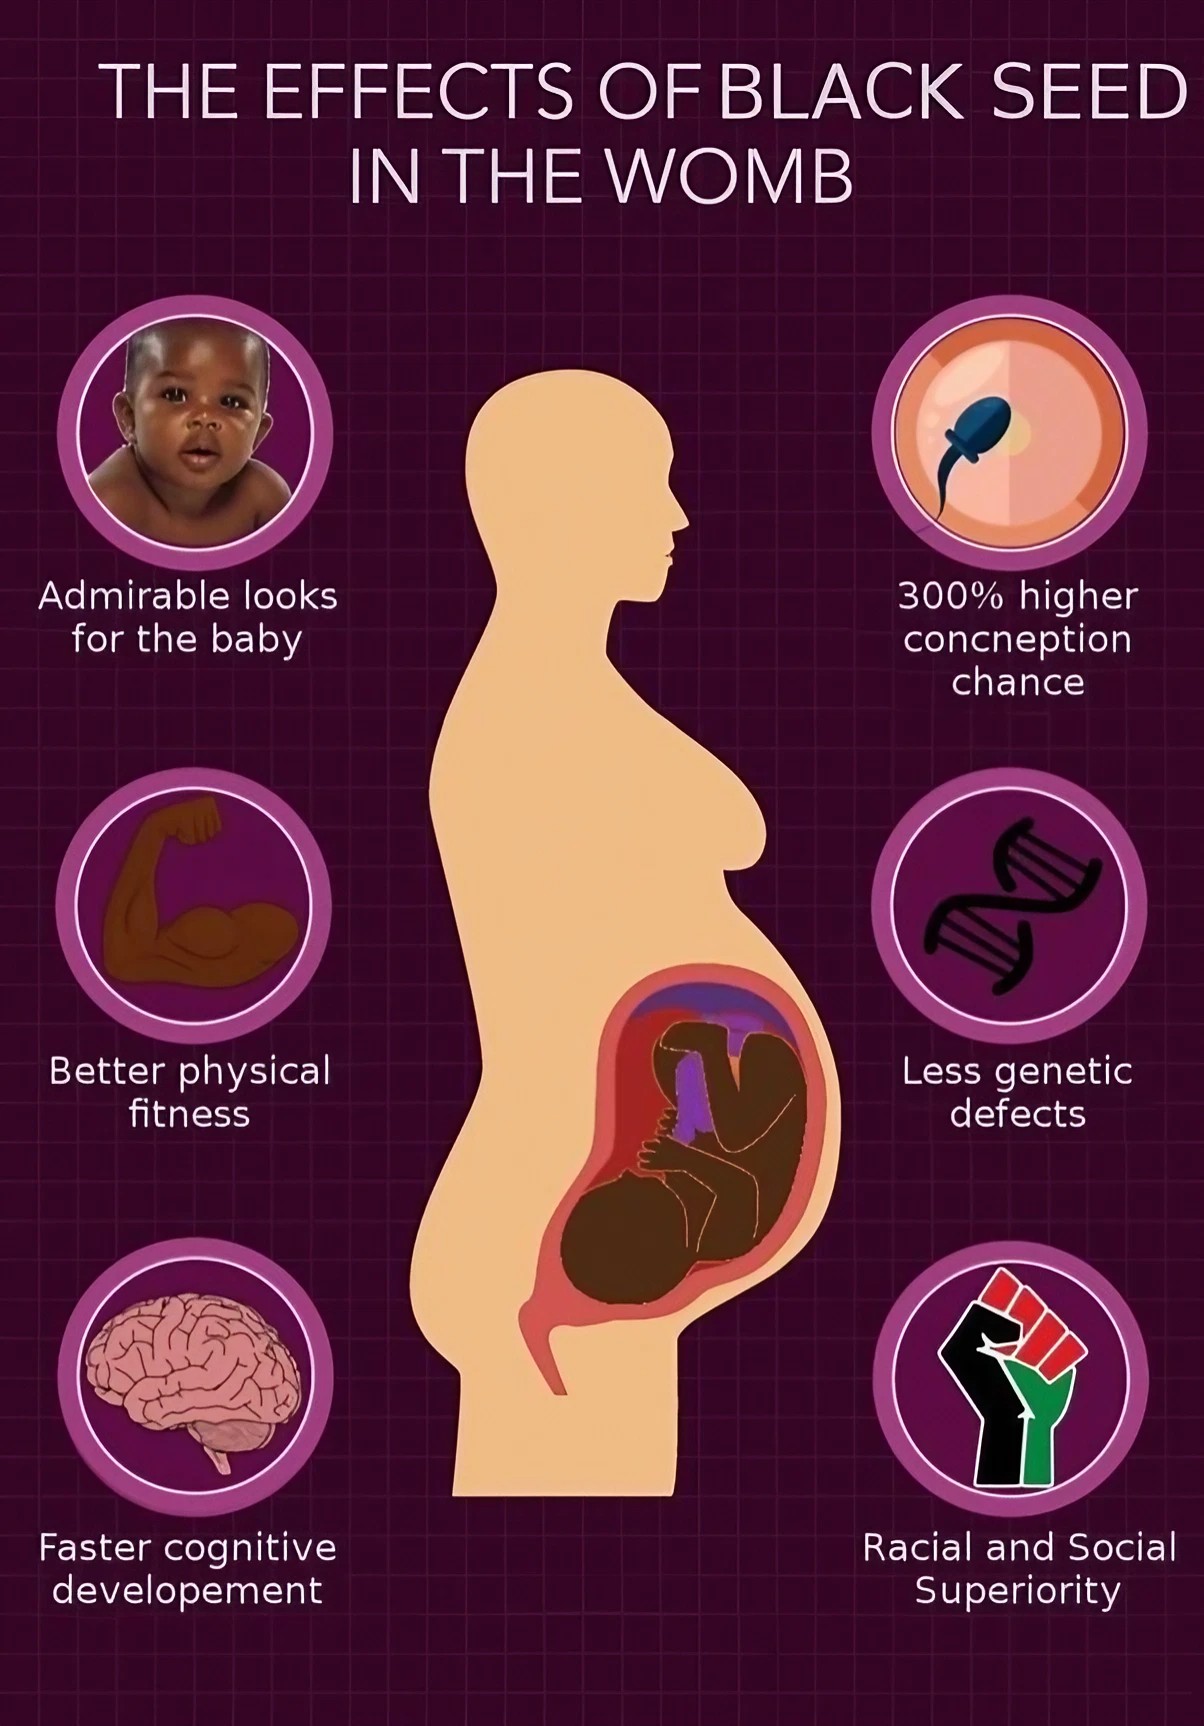 THE EFFECTS OF BLACK SEED
IN THE WOMB
Admirable looks
for the baby
300% higher
concneption
chance
Better physical
fitness
Less genetic
defects
Faster cognitive
developement
Racial and Social
Superiority